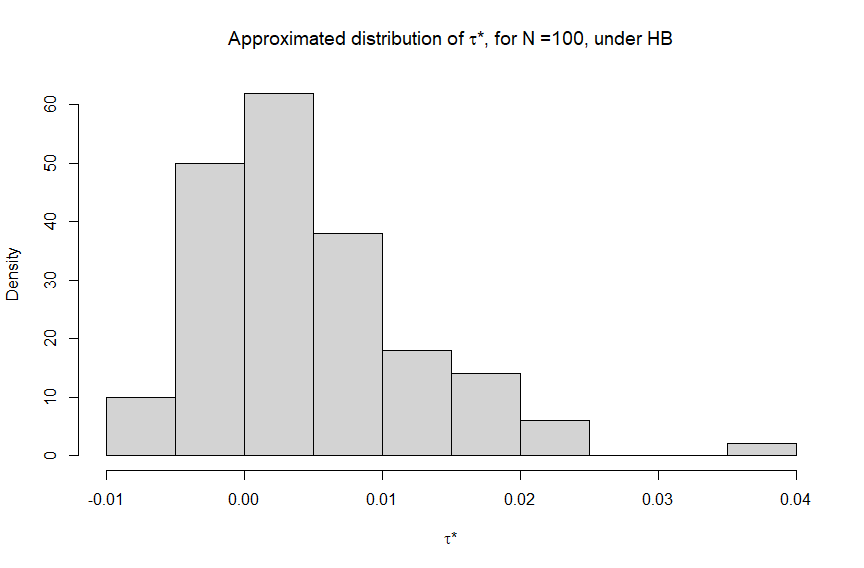 Approximated distribution of τ*, for N =100, under HB
Density
60
50
40
30
20
10
0
-0.01 0.00 0.01 0.02 0.03 0.04
τ*